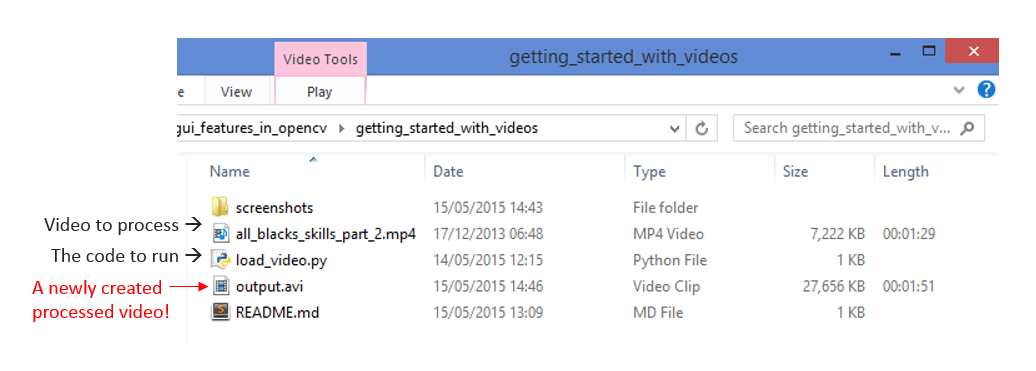 Video Tools
getting_started_with_videos
e View Play
gui_features_in_opencv getting_started_with_videos Search getting_started_with_v...
Name Date Type Size Length
screenshots 15/05/2015 14:43 File folder
Video to process → all_blacks_skills_part_2.mp4 17/12/2013 06:48 MP4 Video 7,222 KB 00:01:29
The code to run → load_video.py 14/05/2015 12:15 Python File 1 KB
A newly created output.avi 15/05/2015 14:46 Video Clip 27,656 KB 00:01:51
processed video! README.md 15/05/2015 13:09 MD File 1 KB